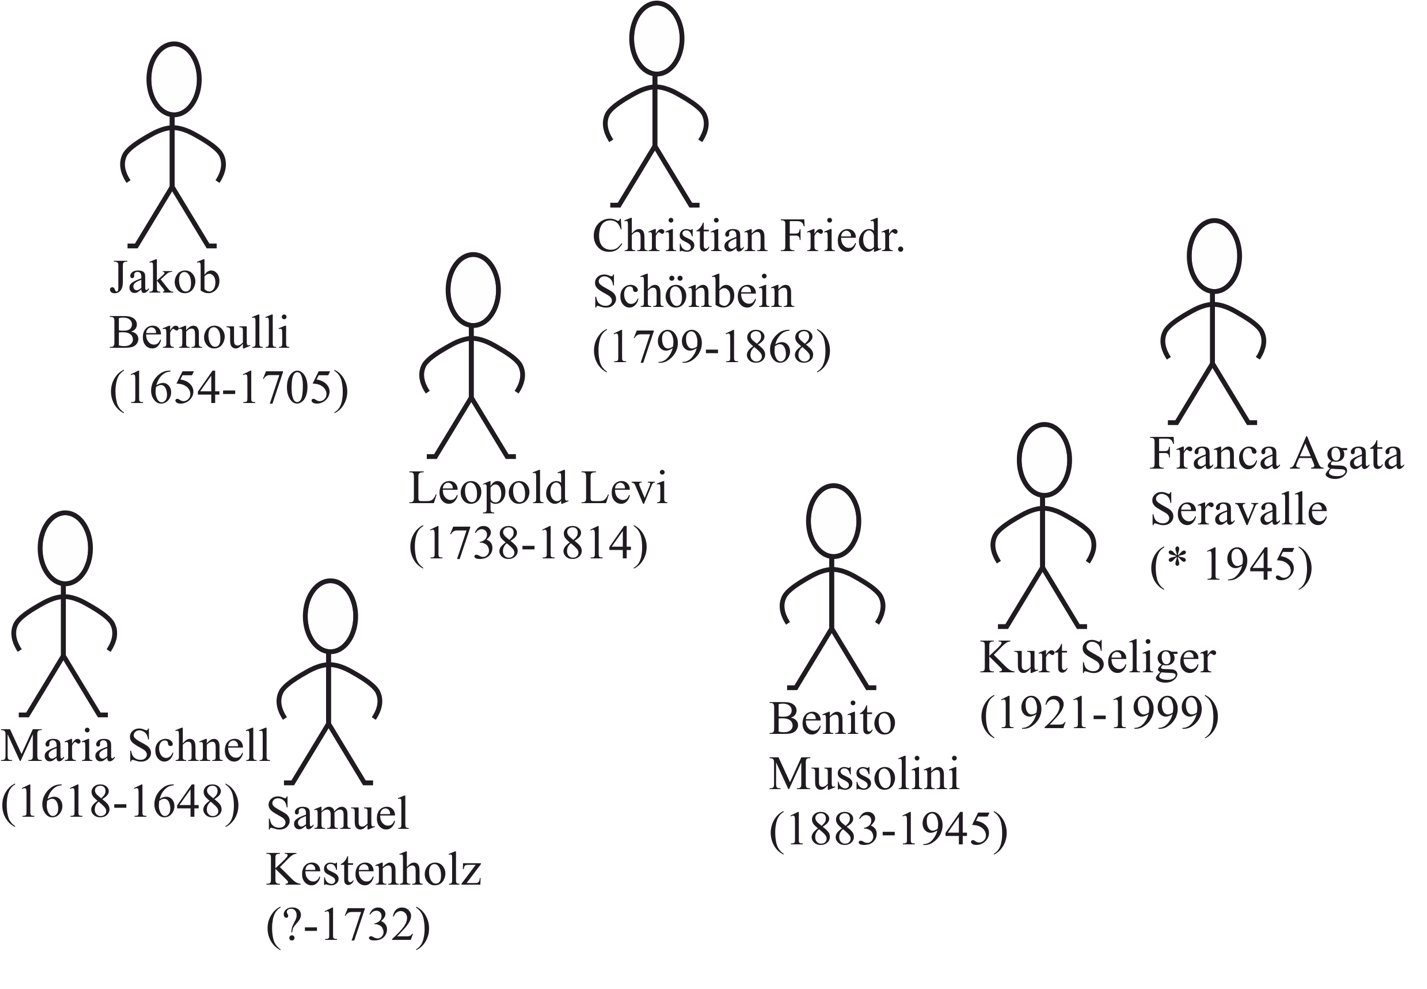 Jakob
Bernoulli
(1654-1705)
Christian Friedr.
Schönbein
(1799-1868)
Leopold Levi
(1738-1814)
Franca Agata
Seravalle
(* 1945)
Maria Schnell
(1618-1648)
Samuel
Kestenholz
(?-1732)
Benito
Mussolini
(1883-1945)
Kurt Seliger
(1921-1999)